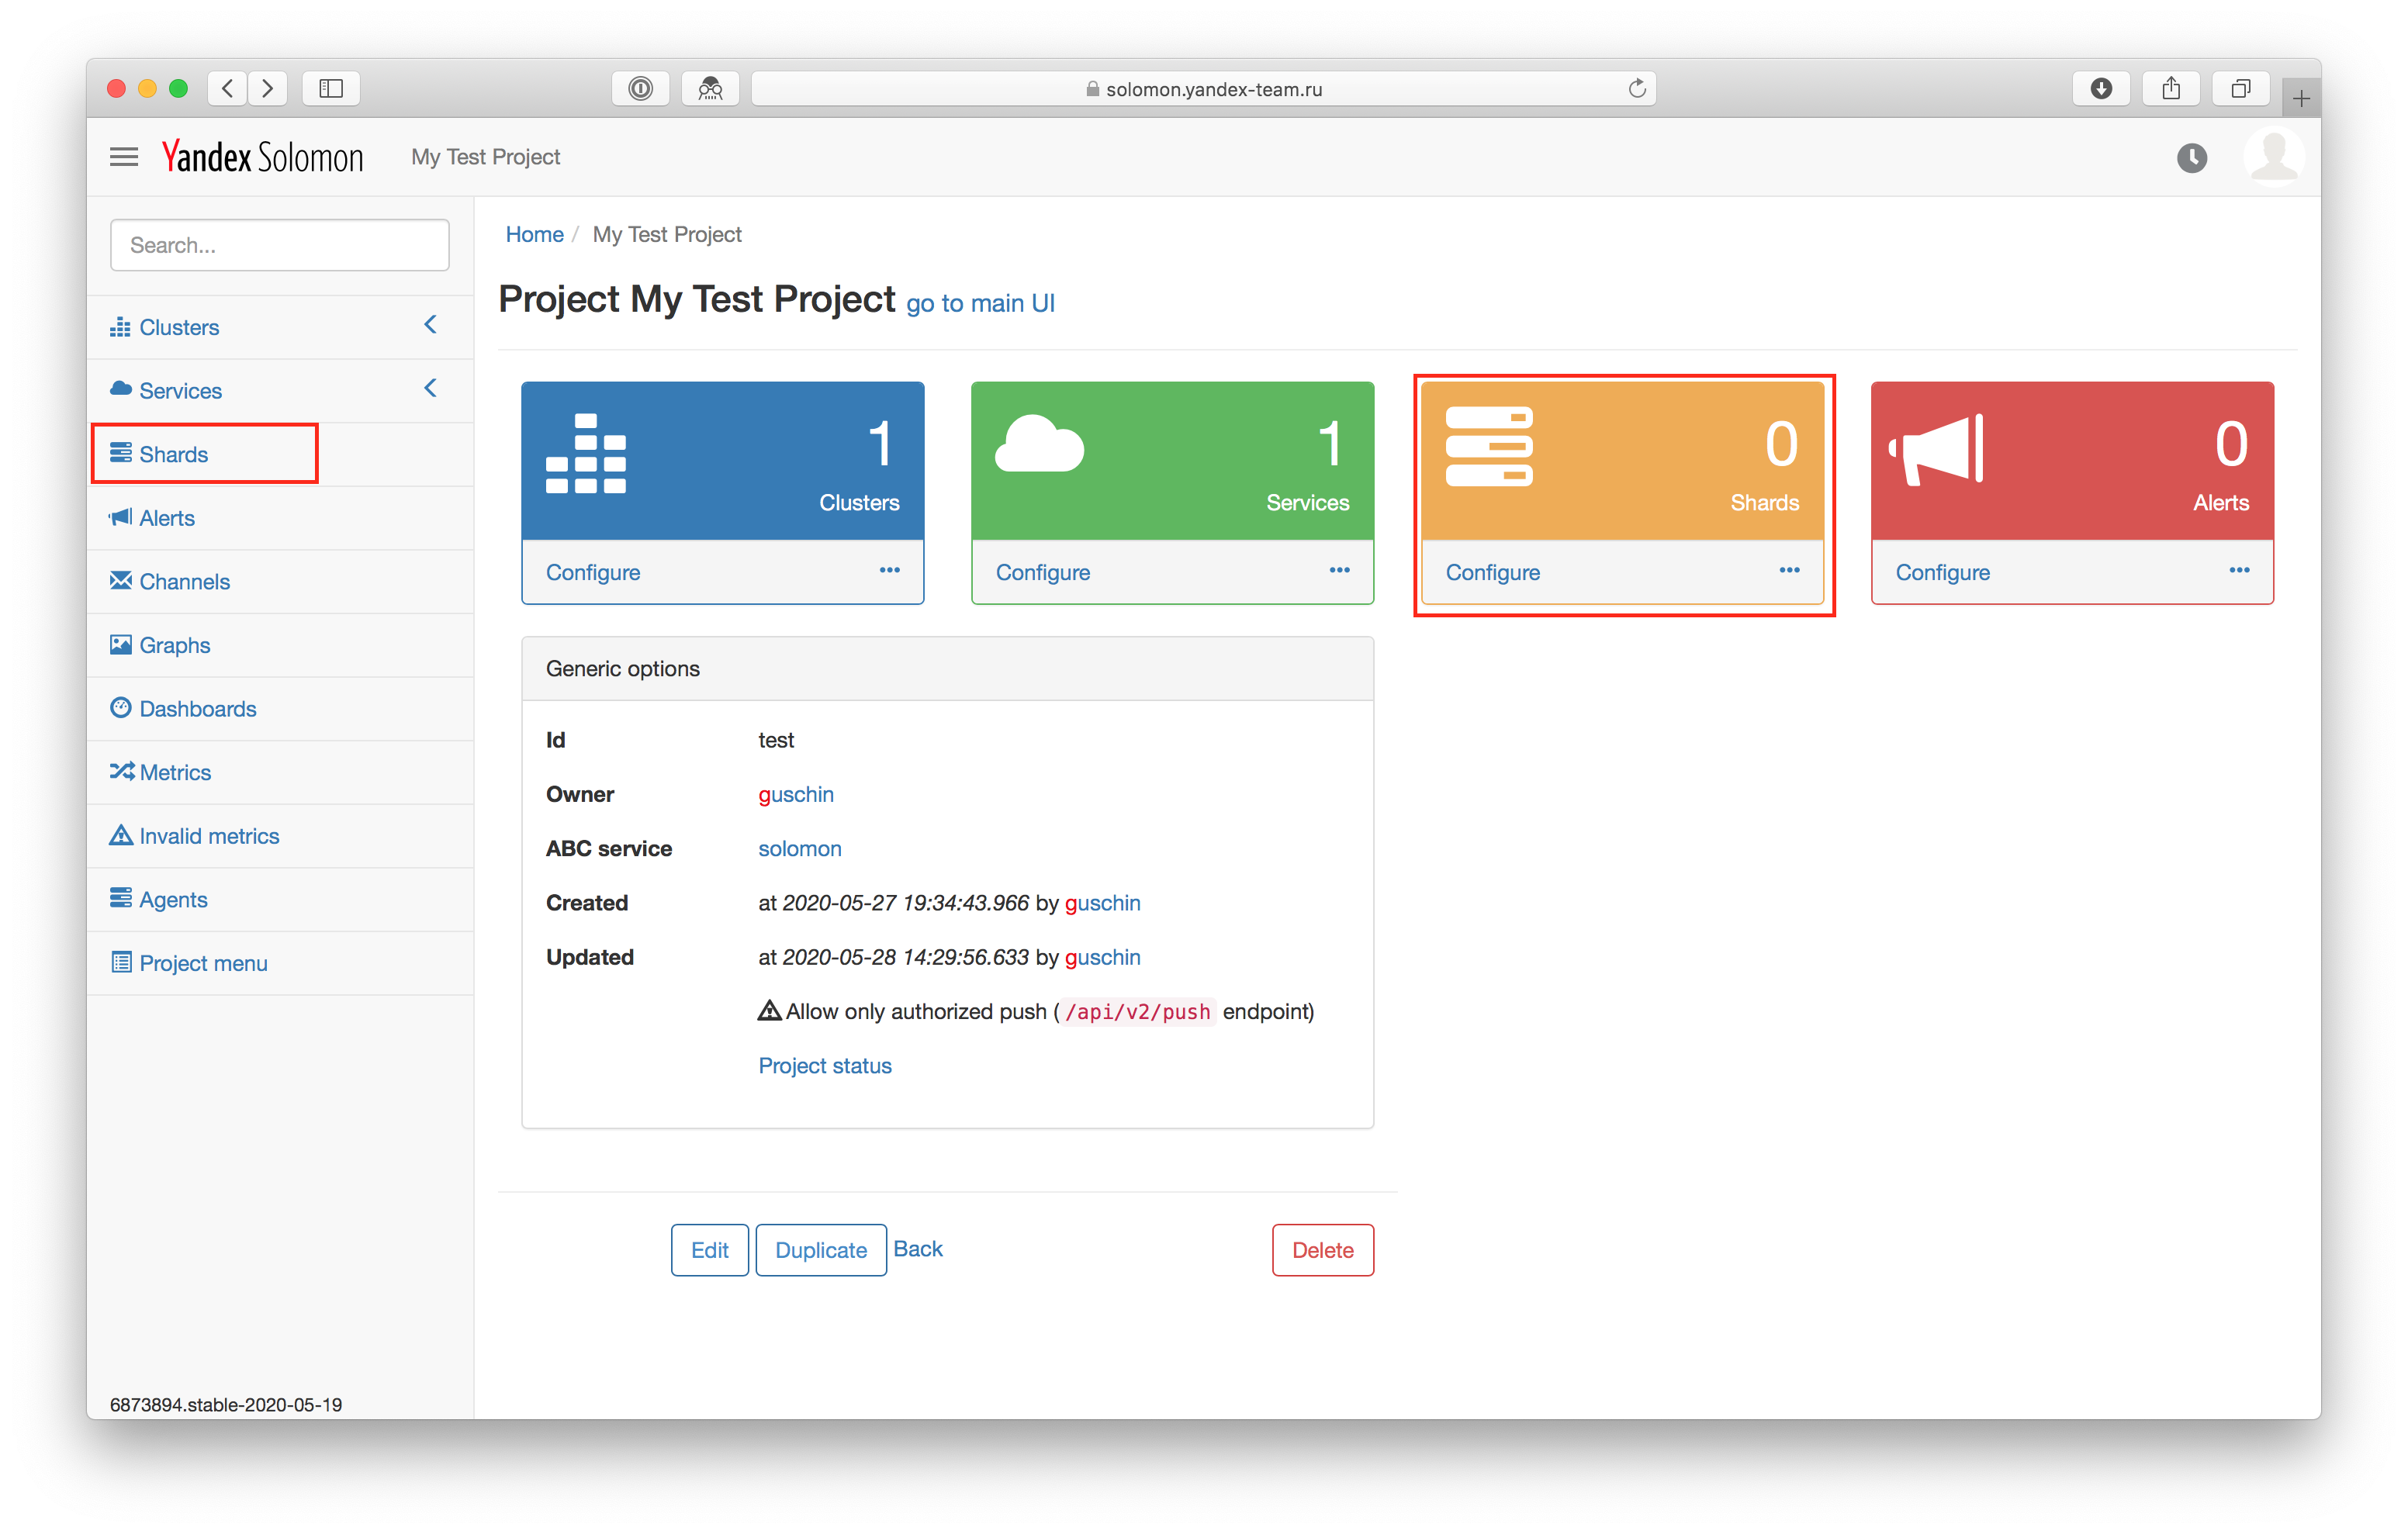 solomon.yandex-team.ru
Yandex Solomon
My Test Project
Search...
Clusters
Services
Shards
Alerts
Channels
Graphs
Dashboards
Metrics
Invalid metrics
Agents
Project menu
6873894.stable-2020-05-19
Home / My Test Project
Project My Test Project go to main UI
1
Clusters
Configure
1
Services
Configure
0
Shards
Configure
0
Alerts
Configure
Generic options
Id test
Owner guschin
ABC service solomon
Created at 2020-05-27 19:34:43.966 by guschin
Updated at 2020-05-28 14:29:56.633 by guschin
Allow only authorized push ( /api/v2/push endpoint)
Project status
Edit Duplicate Back Delete